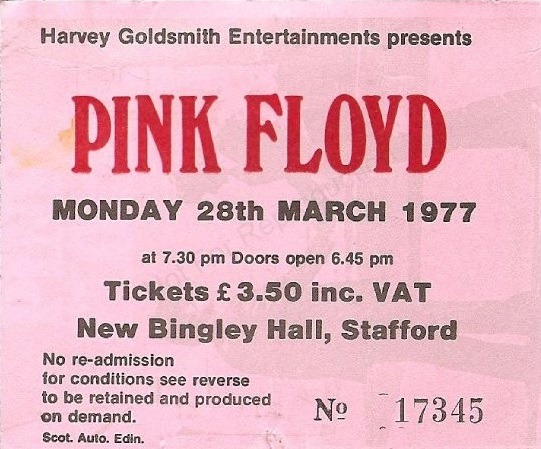 Harvey Goldsmith Entertainments presents
PINK FLOYD
MONDAY 28th MARCH 1977
at 7.30 pm Doors open 6.45 pm
Tickets £ 3.50 inc. VAT
New Bingley Hall, Stafford
No re-admission
for conditions see reverse
to be retained and produced
on demand.
Nº 17345
Scot. Auto. Edin.